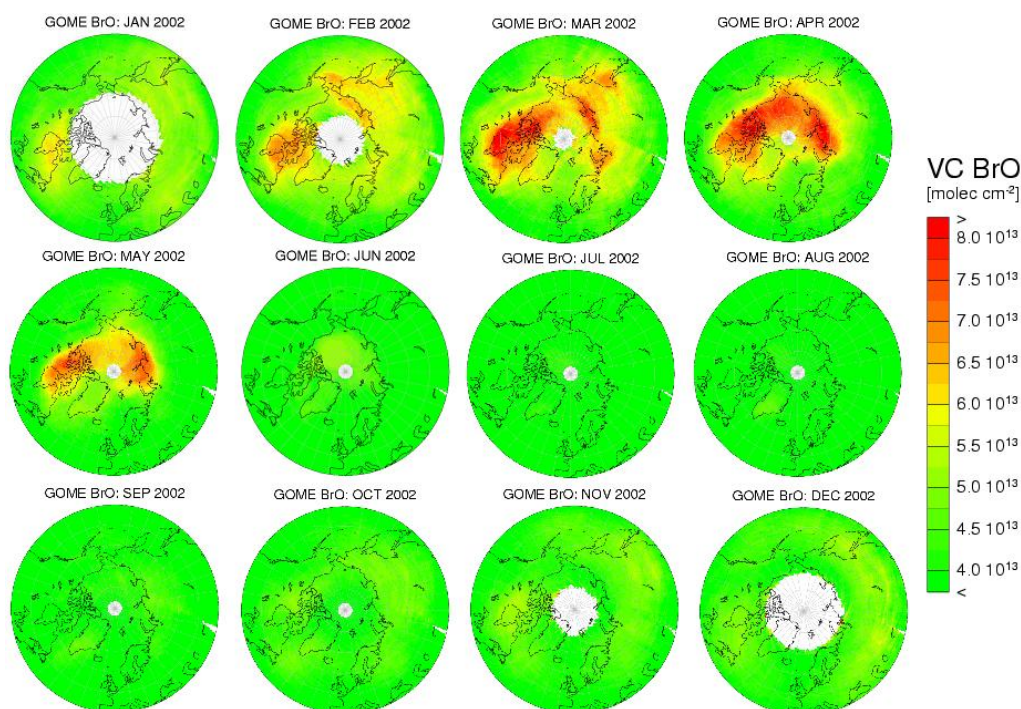 GOME BrO: JAN 2002
GOME BrO: FEB 2002
GOME BrO: MAR 2002
GOME BrO: APR 2002
VC BrO
[molec cm⁻²]
>
8.0 10¹³
7.5 10¹³
7.0 10¹³
6.5 10¹³
6.0 10¹³
5.5 10¹³
5.0 10¹³
4.5 10¹³
4.0 10¹³
<
GOME BrO: MAY 2002
GOME BrO: JUN 2002
GOME BrO: JUL 2002
GOME BrO: AUG 2002
GOME BrO: SEP 2002
GOME BrO: OCT 2002
GOME BrO: NOV 2002
GOME BrO: DEC 2002